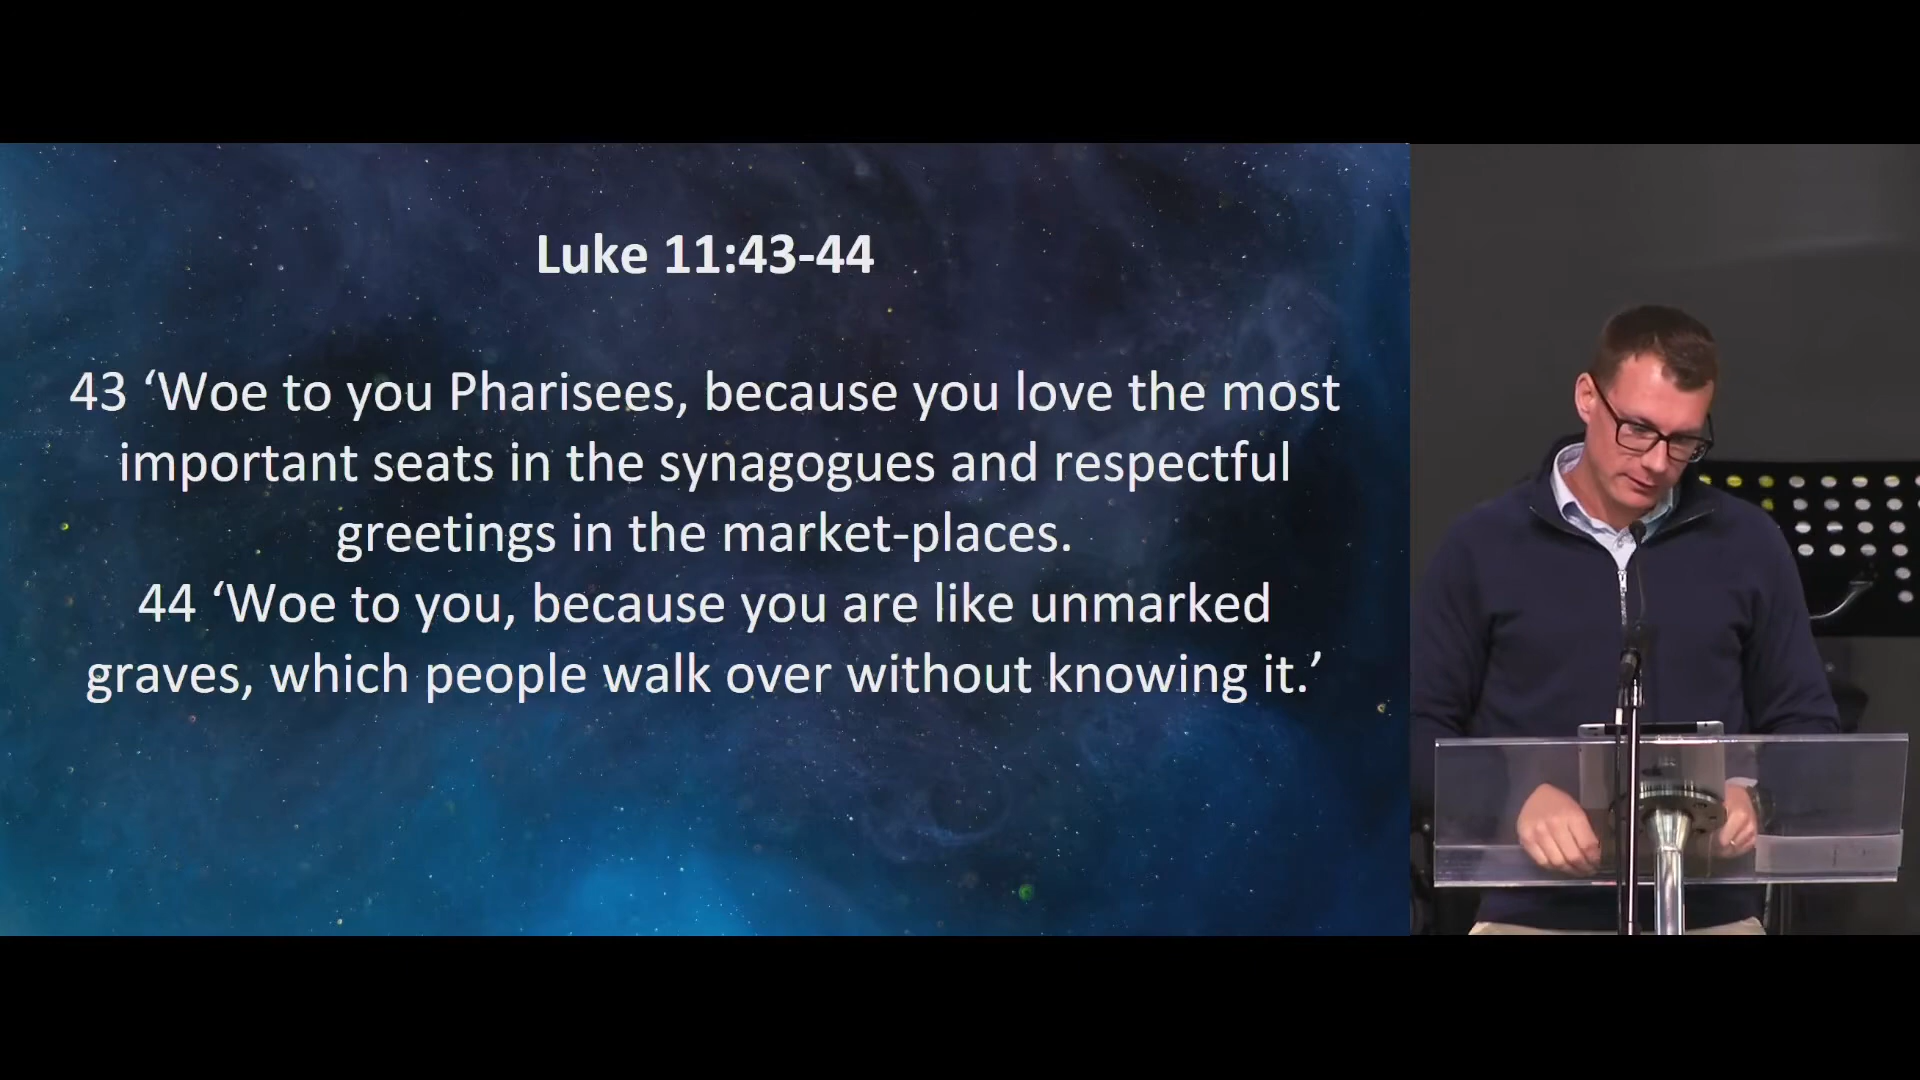 Luke 11:43-44
43 ‘Woe to you Pharisees, because you love the most
important seats in the synagogues and respectful
greetings in the market-places.
44 ‘Woe to you, because you are like unmarked
graves, which people walk over without knowing it.’